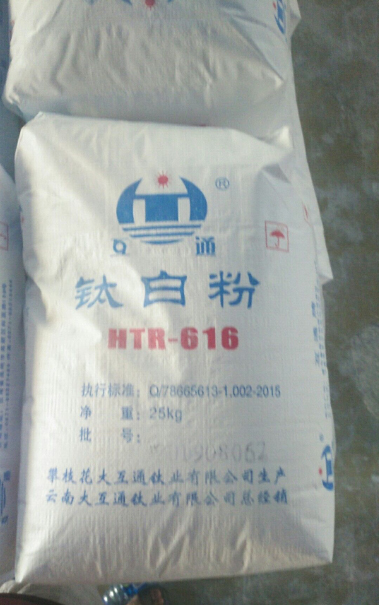 互通®
钛白粉
HTR-616
执行标准：Q/78665613-1.002-2015
净 重：25kg
批 号：
01908062
攀枝花大互通钛业有限公司生产
云南大互通钛业有限公司总经销